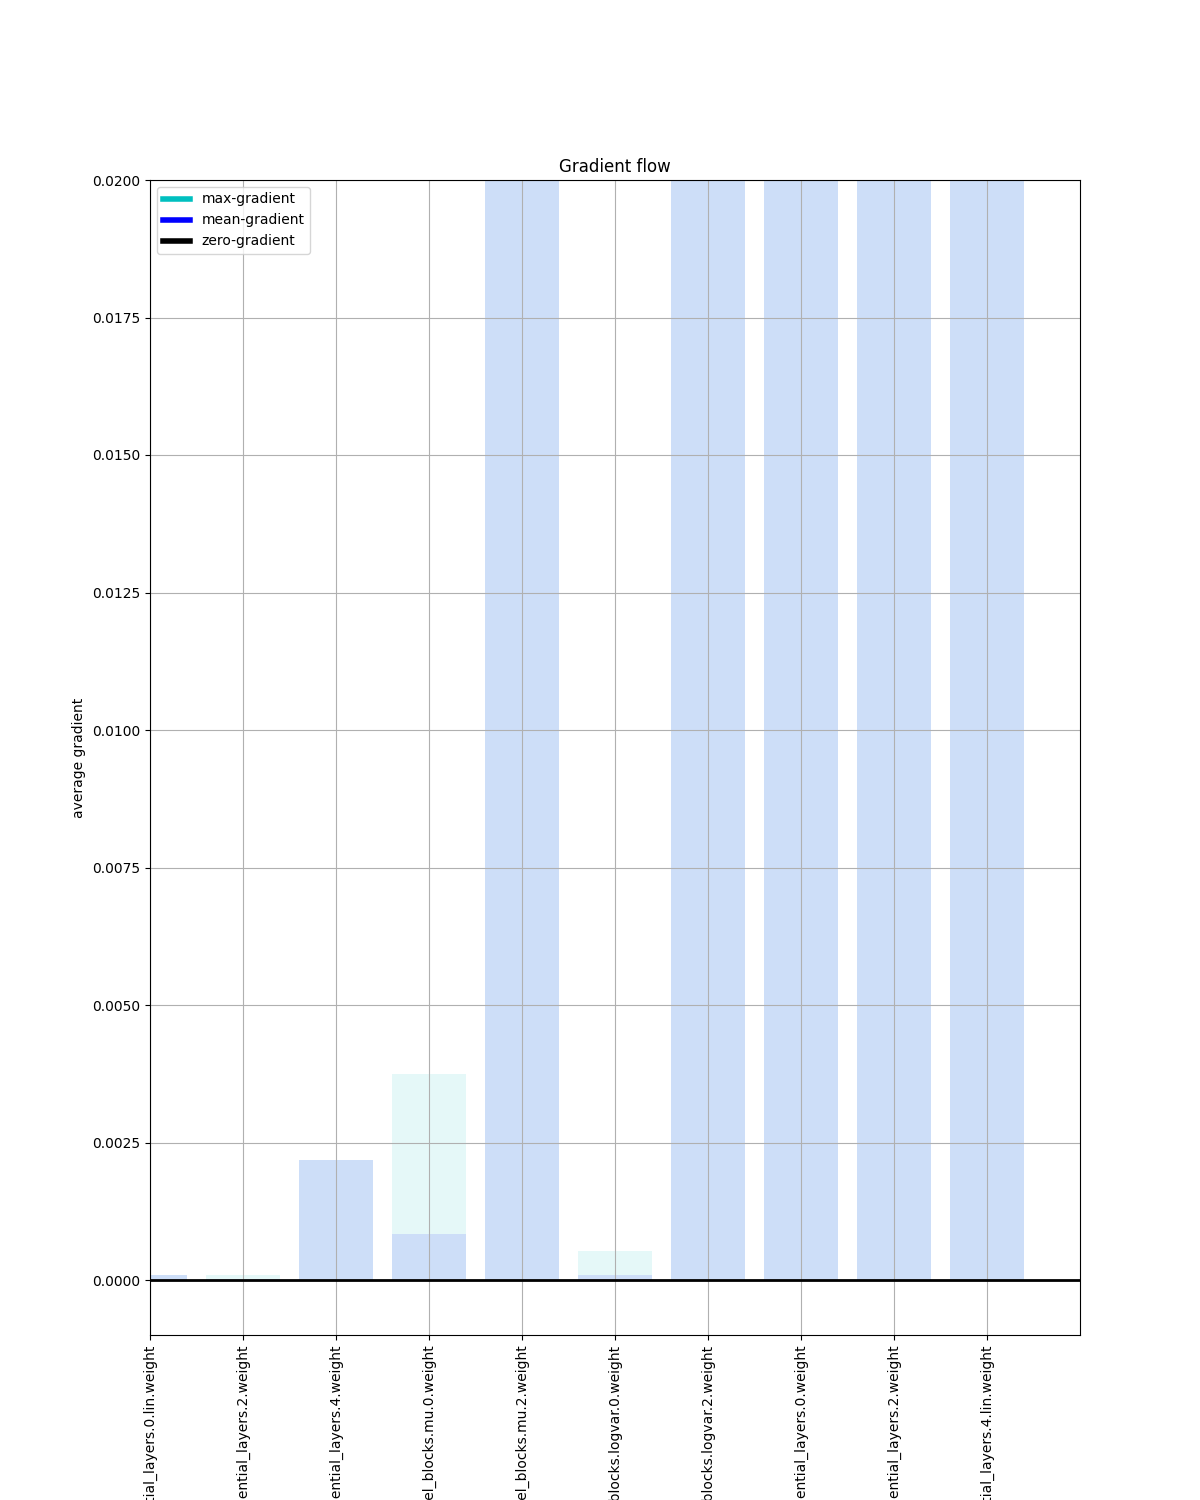 Gradient flow
max-gradient
mean-gradient
zero-gradient
average gradient
0.0200
0.0175
0.0150
0.0125
0.0100
0.0075
0.0050
0.0025
0.0000
tial_layers.0.lin.weight
ential_layers.2.weight
ential_layers.4.weight
el_blocks.mu.0.weight
el_blocks.mu.2.weight
blocks.logvar.0.weight
blocks.logvar.2.weight
ential_layers.0.weight
ential_layers.2.weight
tial_layers.4.lin.weight